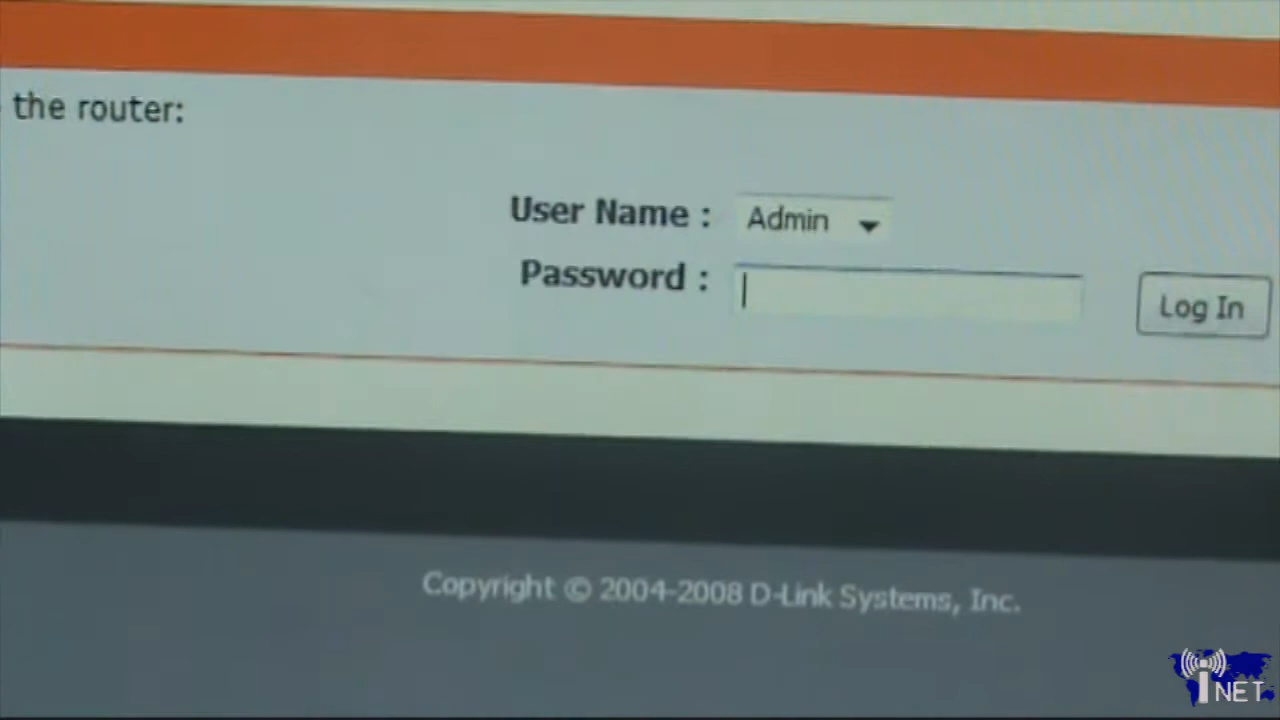 the router:
User Name : Admin
Password :
Log In
Copyright © 2004-2008 D-Link Systems, Inc.
i NET